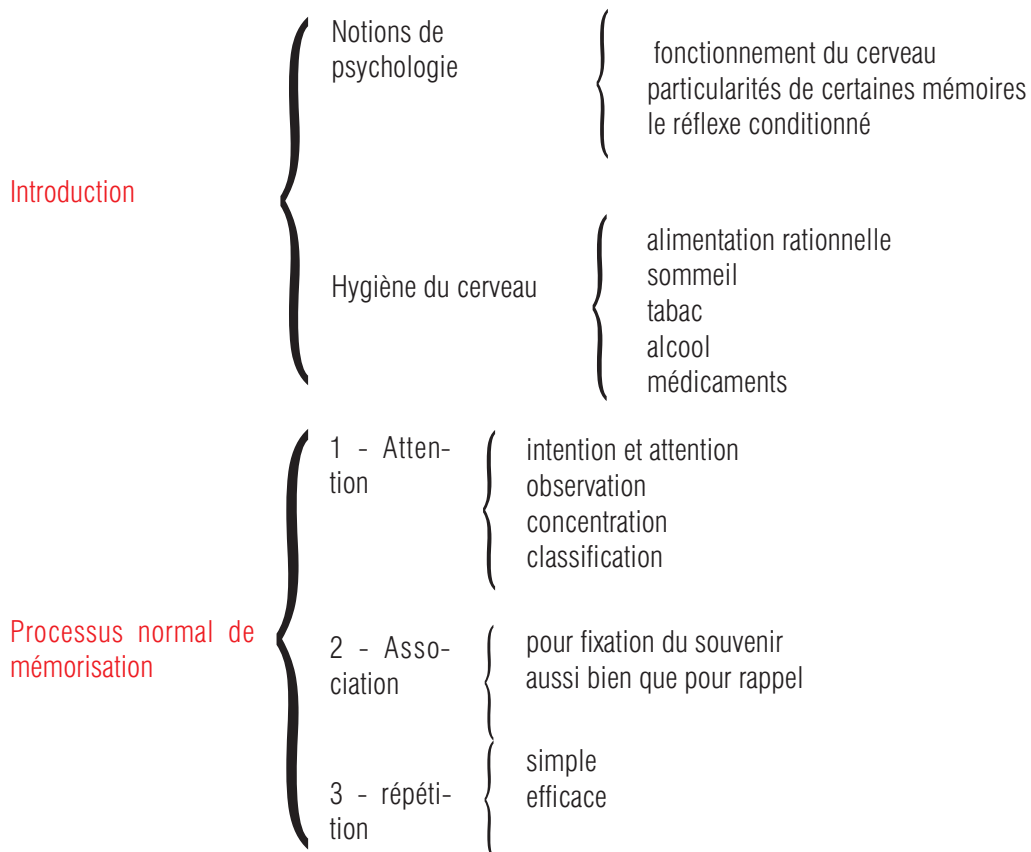 Introduction
Notions de
psychologie
fonctionnement du cerveau
particularités de certaines mémoires
le réflexe conditionné
Hygiène du cerveau
alimentation rationnelle
sommeil
tabac
alcool
médicaments
Processus normal de
mémorisation
1 - Atten-
tion
intention et attention
observation
concentration
classification
2 - Asso-
ciation
pour fixation du souvenir
aussi bien que pour rappel
3 - répéti-
tion
simple
efficace